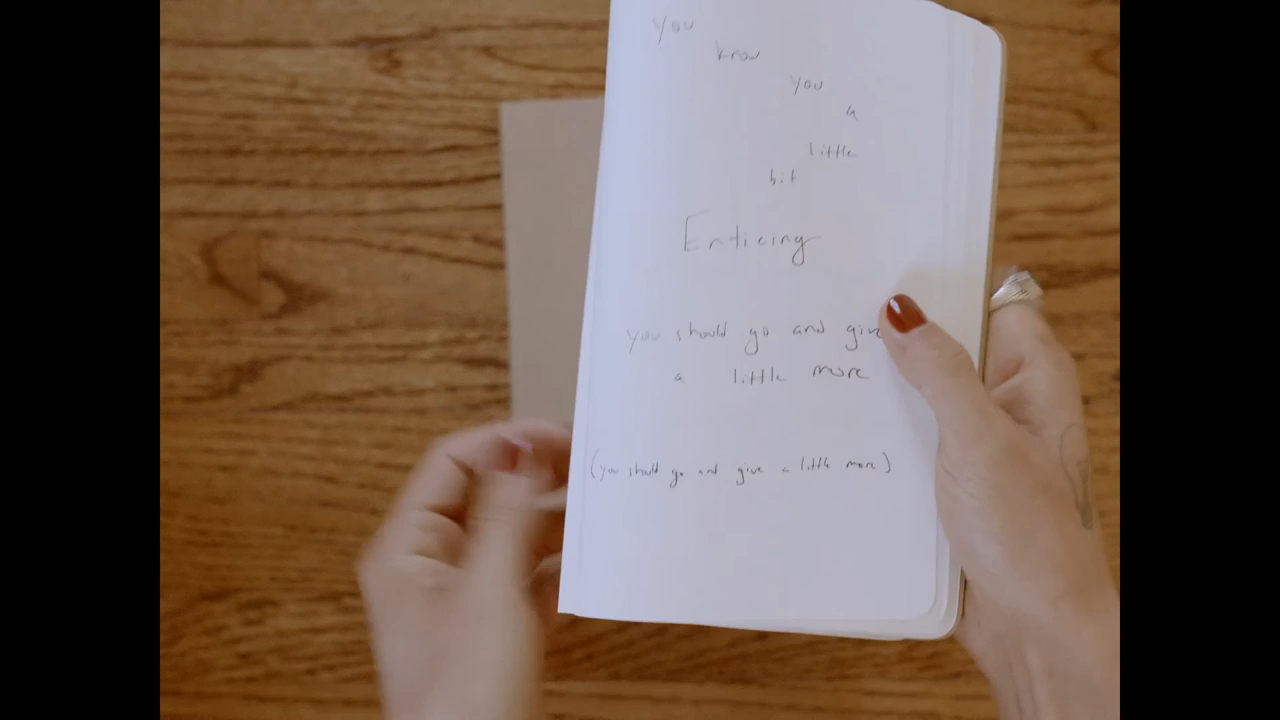 you
know
you
a
little
bit
Enticing
you should go and give
a little more
(you should go and give a little more)